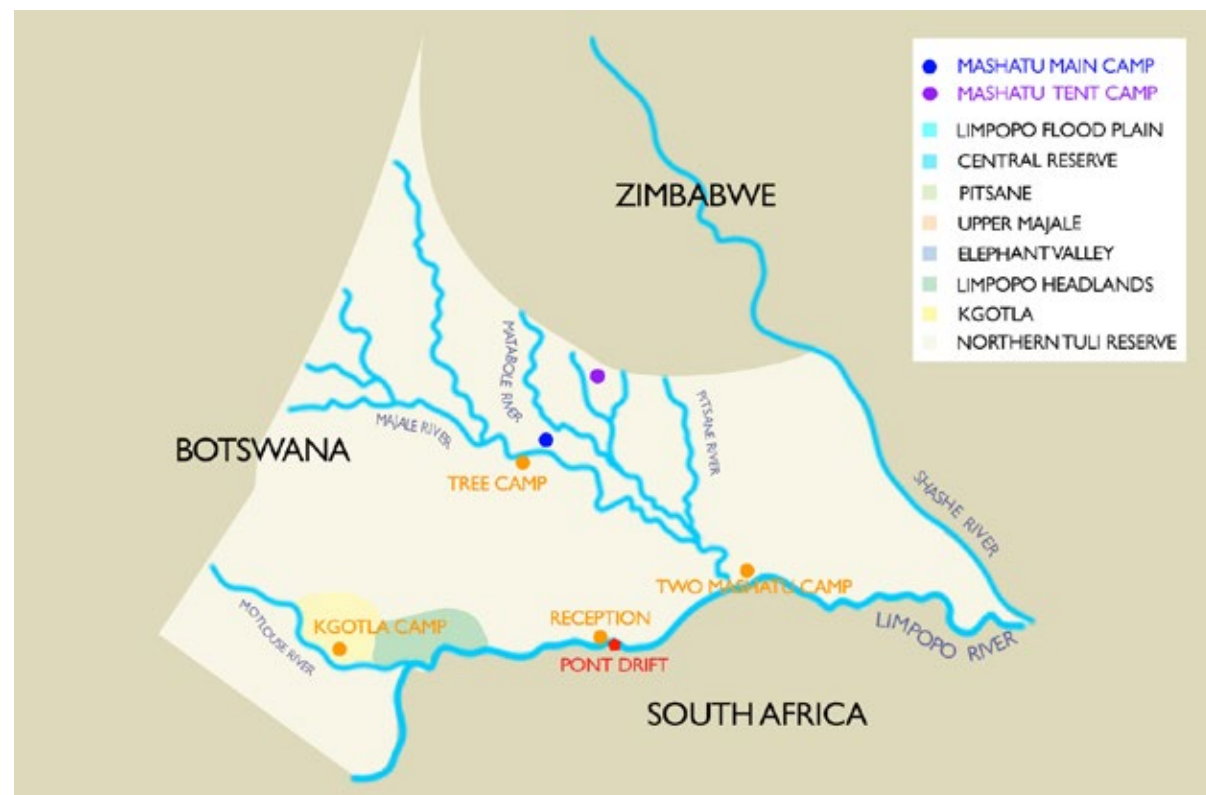 MASHATU MAIN CAMP
MASHATU TENT CAMP
LIMPOPO FLOOD PLAIN
CENTRAL RESERVE
PITSANE
UPPER MAJALE
ELEPHANT VALLEY
LIMPOPO HEADLANDS
KGOTLA
NORTHERN TULI RESERVE
ZIMBABWE
MATABOLE RIVER
PITSANE RIVER
MAJALE RIVER
BOTSWANA
TREE CAMP
SHASHE RIVER
TWO MASHATU CAMP
MOTLOUSE RIVER
KGOTLA CAMP
RECEPTION
LIMPOPO RIVER
PONT DRIFT
SOUTH AFRICA